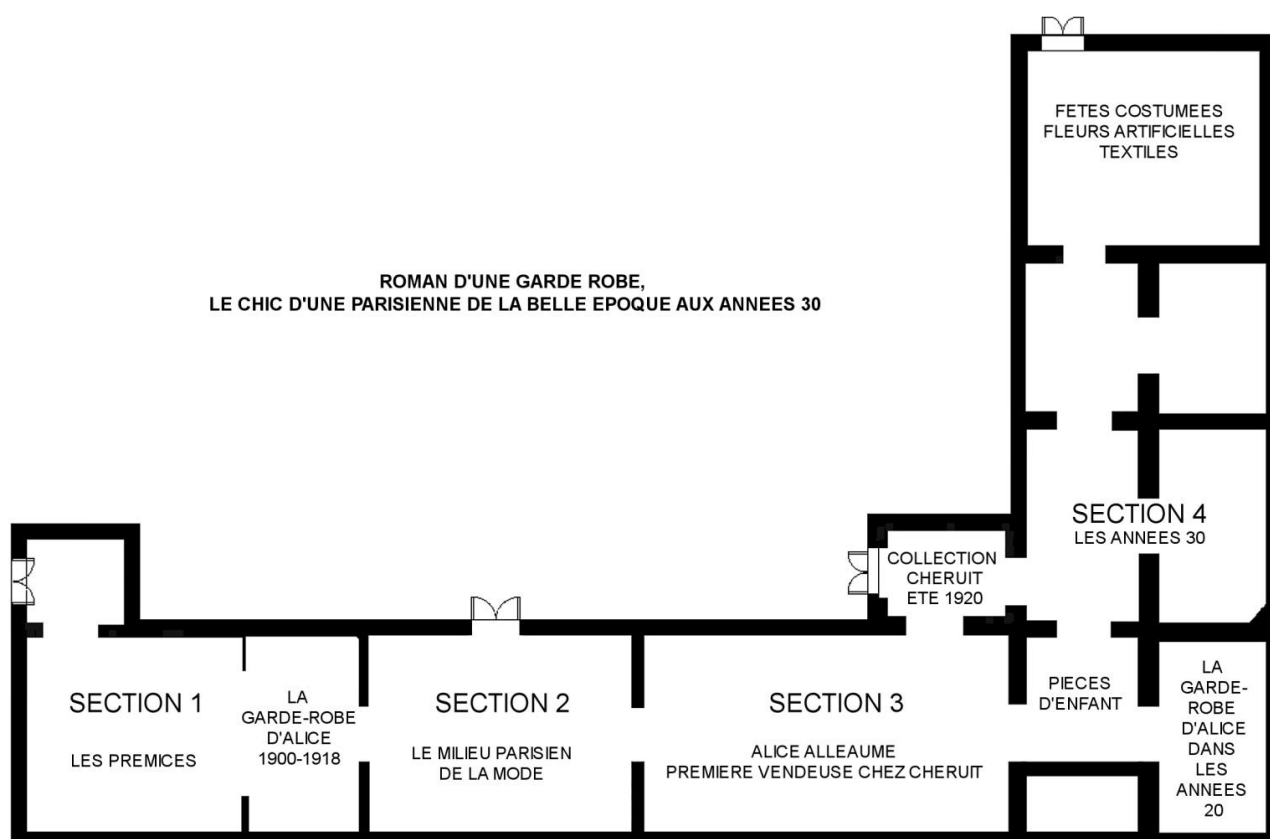 FETES COSTUMEES
FLEURS ARTIFICIELLES
TEXTILES
ROMAN D'UNE GARDE ROBE,
LE CHIC D'UNE PARISIENNE DE LA BELLE EPOQUE AUX ANNEES 30
SECTION 4
LES ANNEES 30
COLLECTION
CHERUIT
ETE 1920
SECTION 1
LES PREMICES
LA
GARDE-ROBE
D'ALICE
1900-1918
SECTION 2
LE MILIEU PARISIEN
DE LA MODE
SECTION 3
ALICE ALLEAUME
PREMIERE VENDEUSE CHEZ CHERUIT
PIECES
D'ENFANT
LA
GARDE-
ROBE
D'ALICE
DANS
LES
ANNEES
20